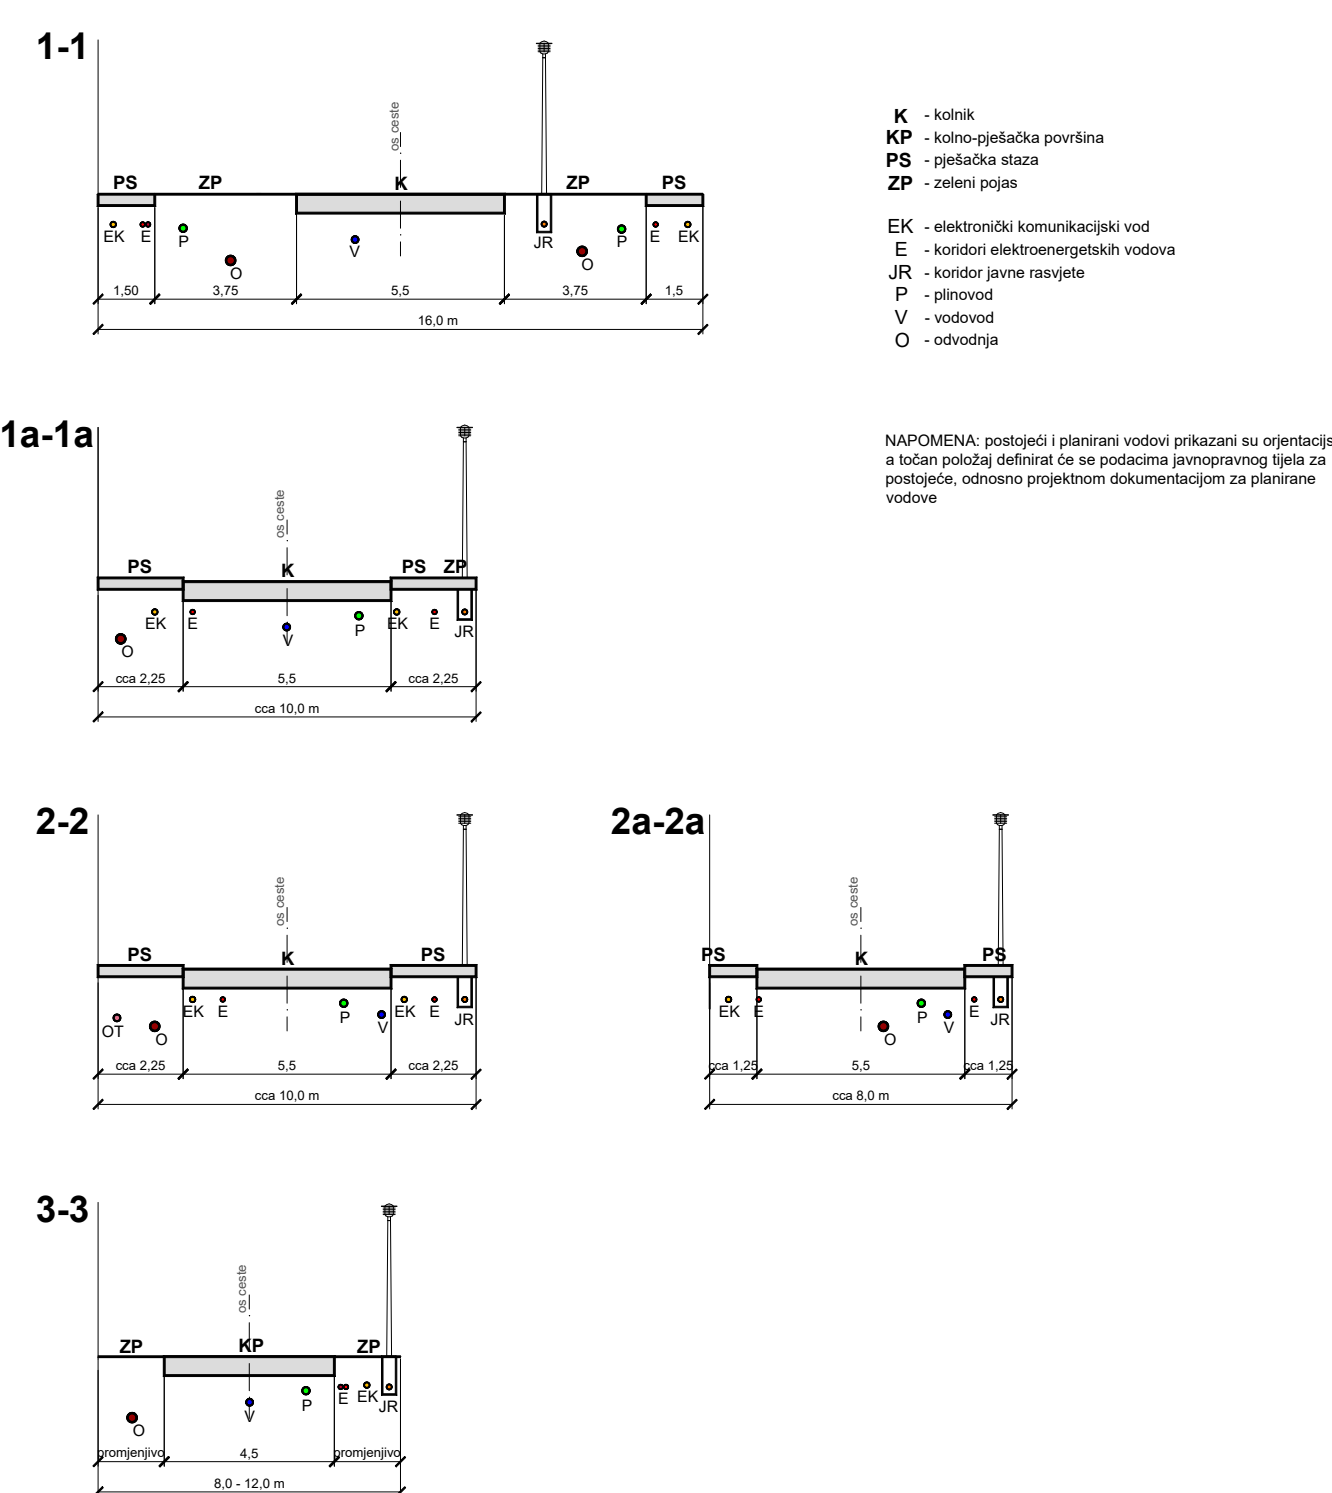 1-1
os ceste
PS ZP K ZP PS
EK E P O V JR O P E EK
1,50 3,75 5,5 3,75 1,5
16,0 m
K - kolnik
KP - kolno-pješačka površina
PS - pješačka staza
ZP - zeleni pojas
EK - elektronički komunikacijski vod
E - koridori elektroenergetskih vodova
JR - koridor javne rasvjete
P - plinovod
V - vodovod
O - odvodnja
1a-1a
os ceste
PS K PS ZP
O EK E V P EK E JR
cca 2,25 5,5 cca 2,25
cca 10,0 m
NAPOMENA: postojeći i planirani vodovi prikazani su orjentacijs
a točan položaj definirat će se podacima javnopravnog tijela za
postojeće, odnosno projektnom dokumentacijom za planirane
vodove
2-2
os ceste
PS K PS
OT O EK E P V EK E JR
cca 2,25 5,5 cca 2,25
cca 10,0 m
2a-2a
os ceste
PS K PS
EK E O P V E JR
cca 1,25 5,5 cca 1,25
cca 8,0 m
3-3
os ceste
ZP KP ZP
O V P E EK JR
promjenjivo 4,5 promjenjivo
8,0 - 12,0 m